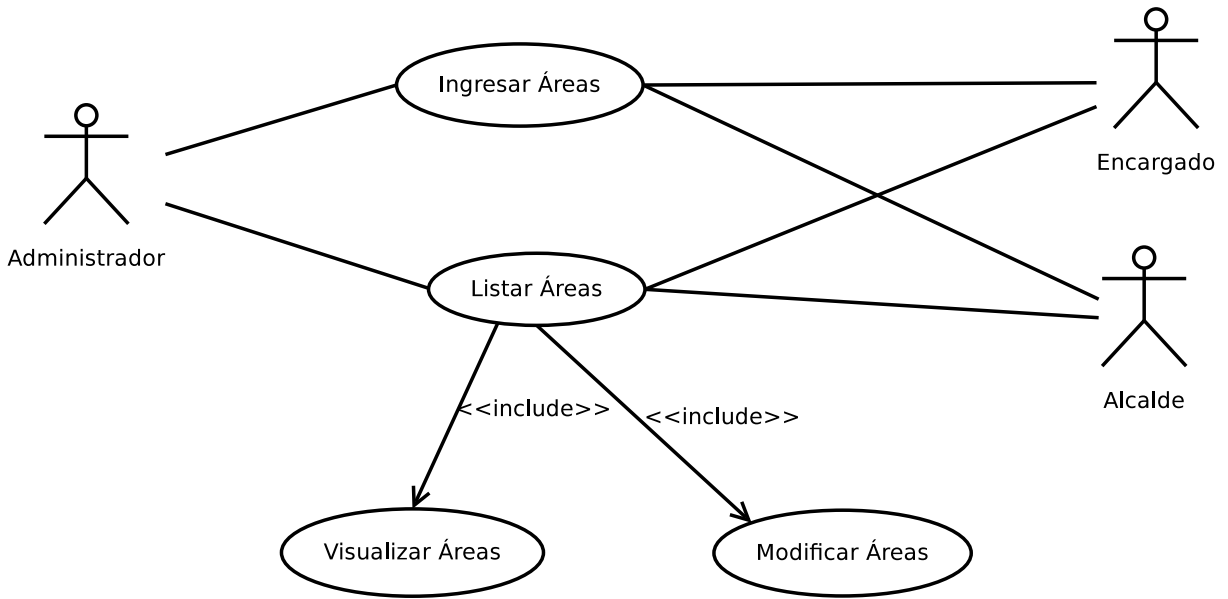 Ingresar Áreas
Encargado
Administrador
Listar Áreas
Alcalde
<<include>>
<<include>>
Visualizar Áreas
Modificar Áreas